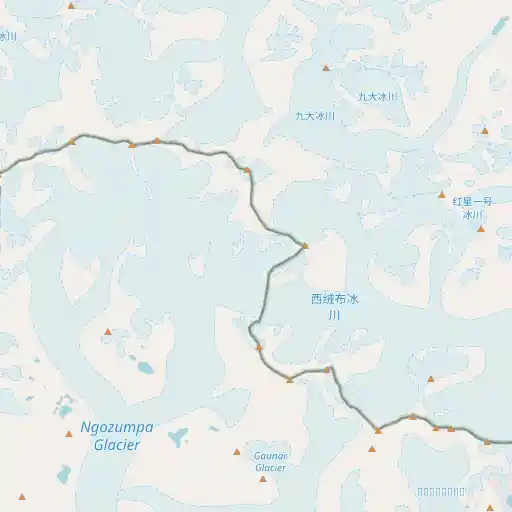 冰川
九大冰川
九大冰川
红星一号
冰川
西绒布冰
川
Ngozumpa
Glacier
Gaunar
Glacier